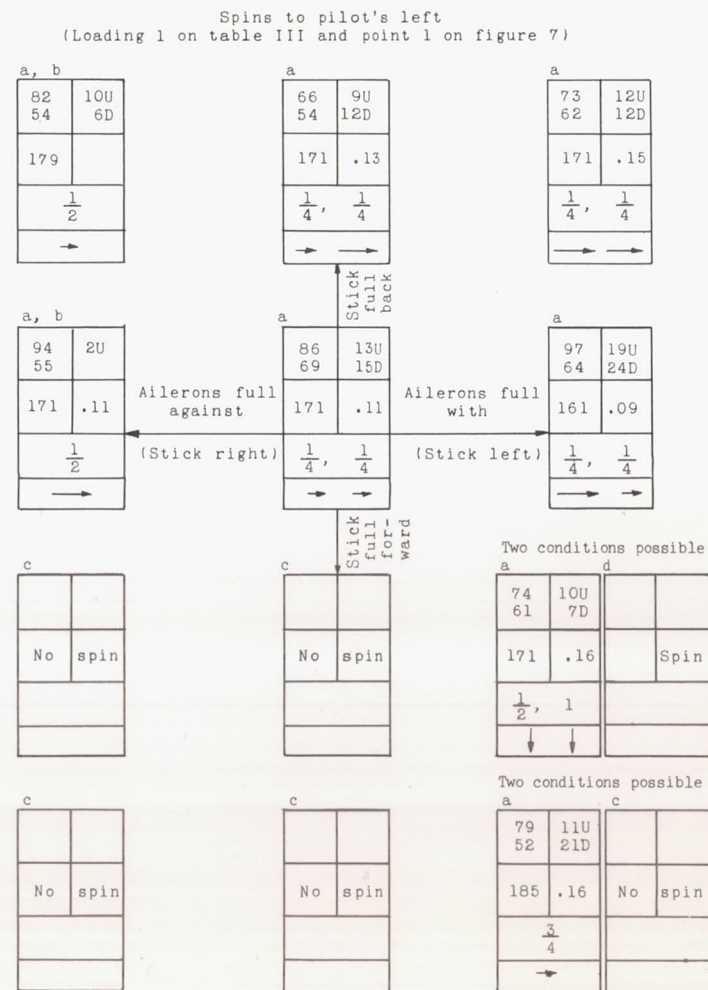 Spins to pilot's left
(Loading 1 on table III and point 1 on figure 7)
a, b
82 10U
54 6D
179
1/2
a
66 9U
54 12D
171 .13
1/4, 1/4
a
73 12U
62 12D
171 .15
1/4, 1/4
Stick
full
back
a, b
94 2U
55
171 .11
1/2
Ailerons full
against
(Stick right)
a
86 13U
69 15D
171 .11
1/4, 1/4
Ailerons full
with
(Stick left)
a
97 19U
64 24D
161 .09
1/4, 1/4
Stick
full
for-
ward
c
No spin
c
No spin
Two conditions possible
a
74 10U
61 7D
171 .16
1/2, 1
d
Spin
c
No spin
c
No spin
Two conditions possible
a
79 11U
52 21D
185 .16
3/4
c
No spin